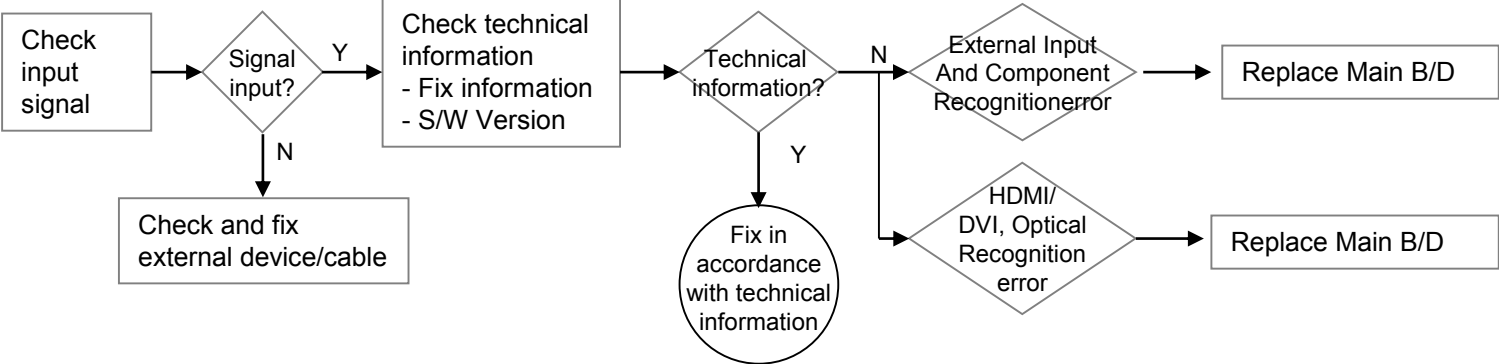 Check
input
signal
Signal
input?
Y
N
Check and fix
external device/cable
Check technical
information
- Fix information
- S/W Version
Technical
information?
N
Y
Fix in
accordance
with technical
information
External Input
And Component
Recognitionerror
Replace Main B/D
HDMI/
DVI, Optical
Recognition
error
Replace Main B/D